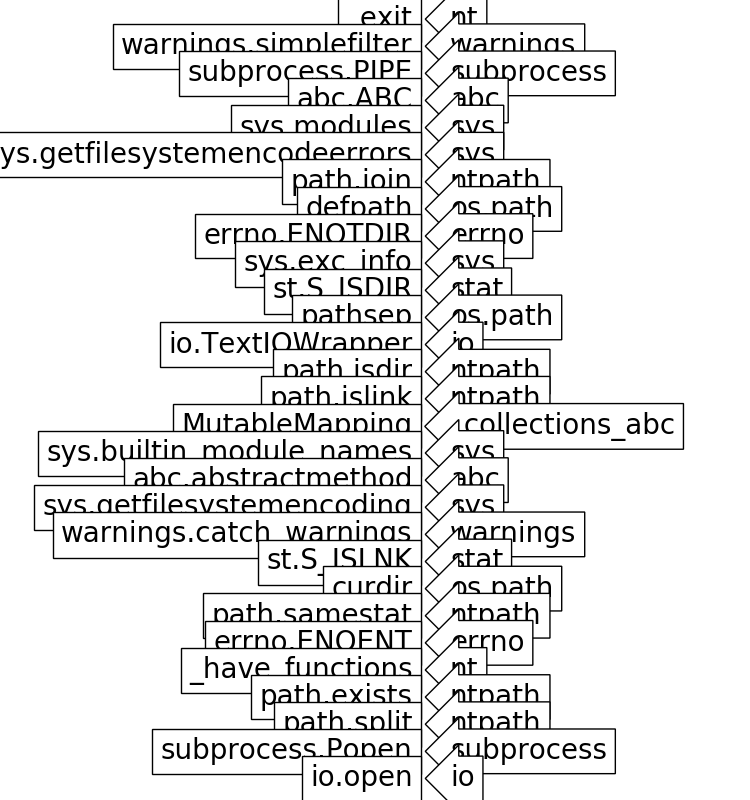 exit nt
warnings.simplefilter warnings
subprocess.PIPE subprocess
abc.ABC abc
sys.modules sys
ys.getfilesystemencodeerrors sys
path.join ntpath
defpath os.path
errno.ENOTDIR errno
sys.exc_info sys
st.S_ISDIR stat
pathsep os.path
io.TextIOWrapper io
path.isdir ntpath
path.islink ntpath
MutableMapping collections_abc
sys.builtin_module_names sys
abc.abstractmethod abc
sys.getfilesystemencoding sys
warnings.catch_warnings warnings
st.S_ISLNK stat
curdir os.path
path.samestat ntpath
errno.ENOENT errno
_have_functions nt
path.exists ntpath
path.split ntpath
subprocess.Popen subprocess
io.open io